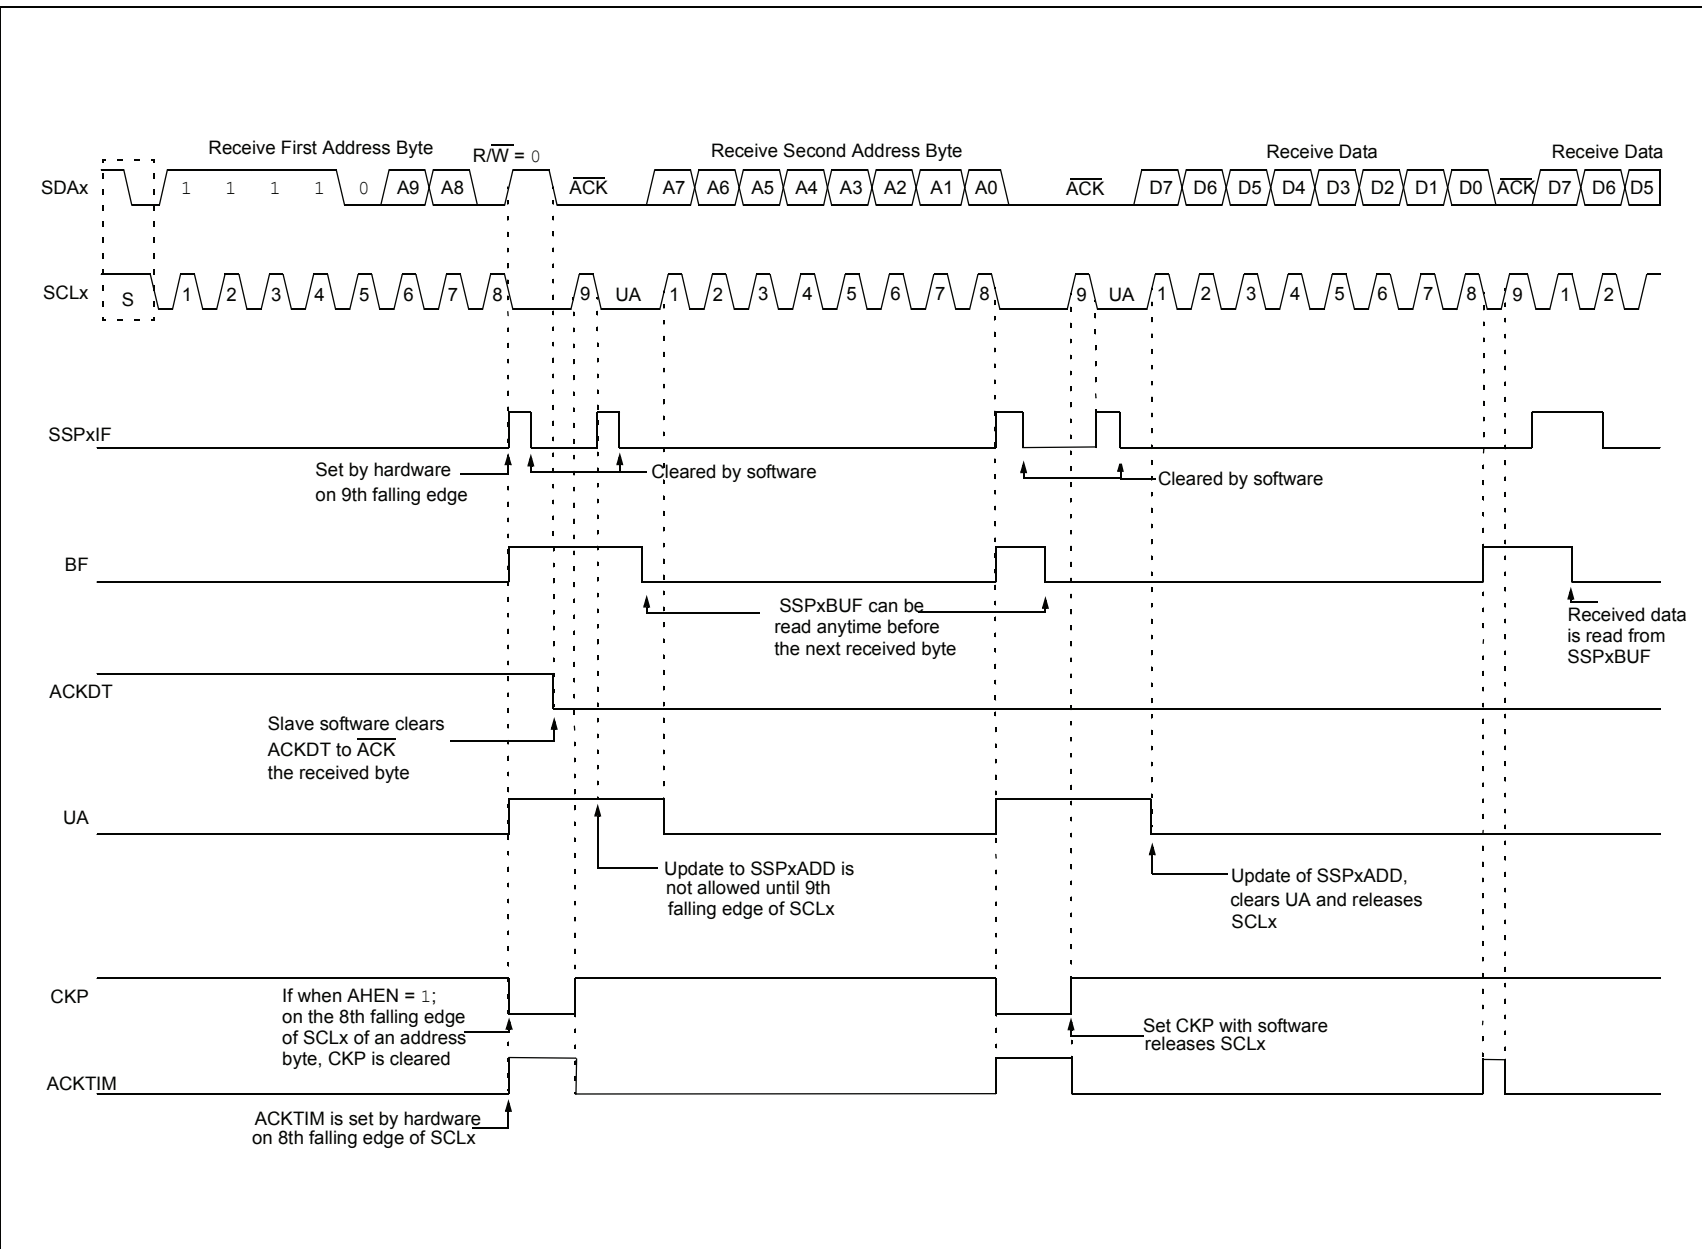 Receive First Address Byte
R/W = 0
Receive Second Address Byte
Receive Data
Receive Data
SDAx
1 1 1 1 0 A9 A8
ACK
A7 A6 A5 A4 A3 A2 A1 A0
ACK
D7 D6 D5 D4 D3 D2 D1 D0 ACK D7 D6 D5
SCLx
S 1 2 3 4 5 6 7 8 9 UA 1 2 3 4 5 6 7 8 9 UA 1 2 3 4 5 6 7 8 9 1 2
SSPxIF
Set by hardware
on 9th falling edge
Cleared by software
Cleared by software
BF
SSPxBUF can be
read anytime before
the next received byte
Received data
is read from
SSPxBUF
ACKDT
Slave software clears
ACKDT to ACK
the received byte
UA
Update to SSPxADD is
not allowed until 9th
falling edge of SCLx
Update of SSPxADD,
clears UA and releases
SCLx
CKP
If when AHEN = 1;
on the 8th falling edge
of SCLx of an address
byte, CKP is cleared
Set CKP with software
releases SCLx
ACKTIM
ACKTIM is set by hardware
on 8th falling edge of SCLx